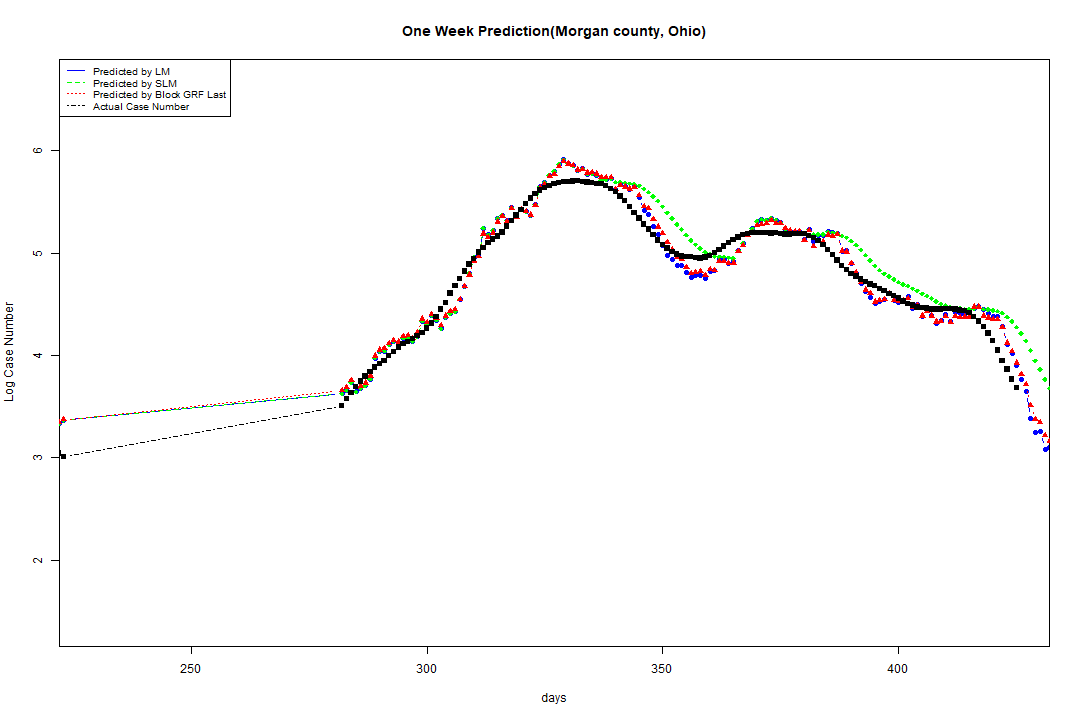 One Week Prediction(Morgan county, Ohio)
Predicted by LM
Predicted by SLM
Predicted by Block GRF Last
Actual Case Number
Log Case Number
6
5
4
3
2
250
300
350
400
days